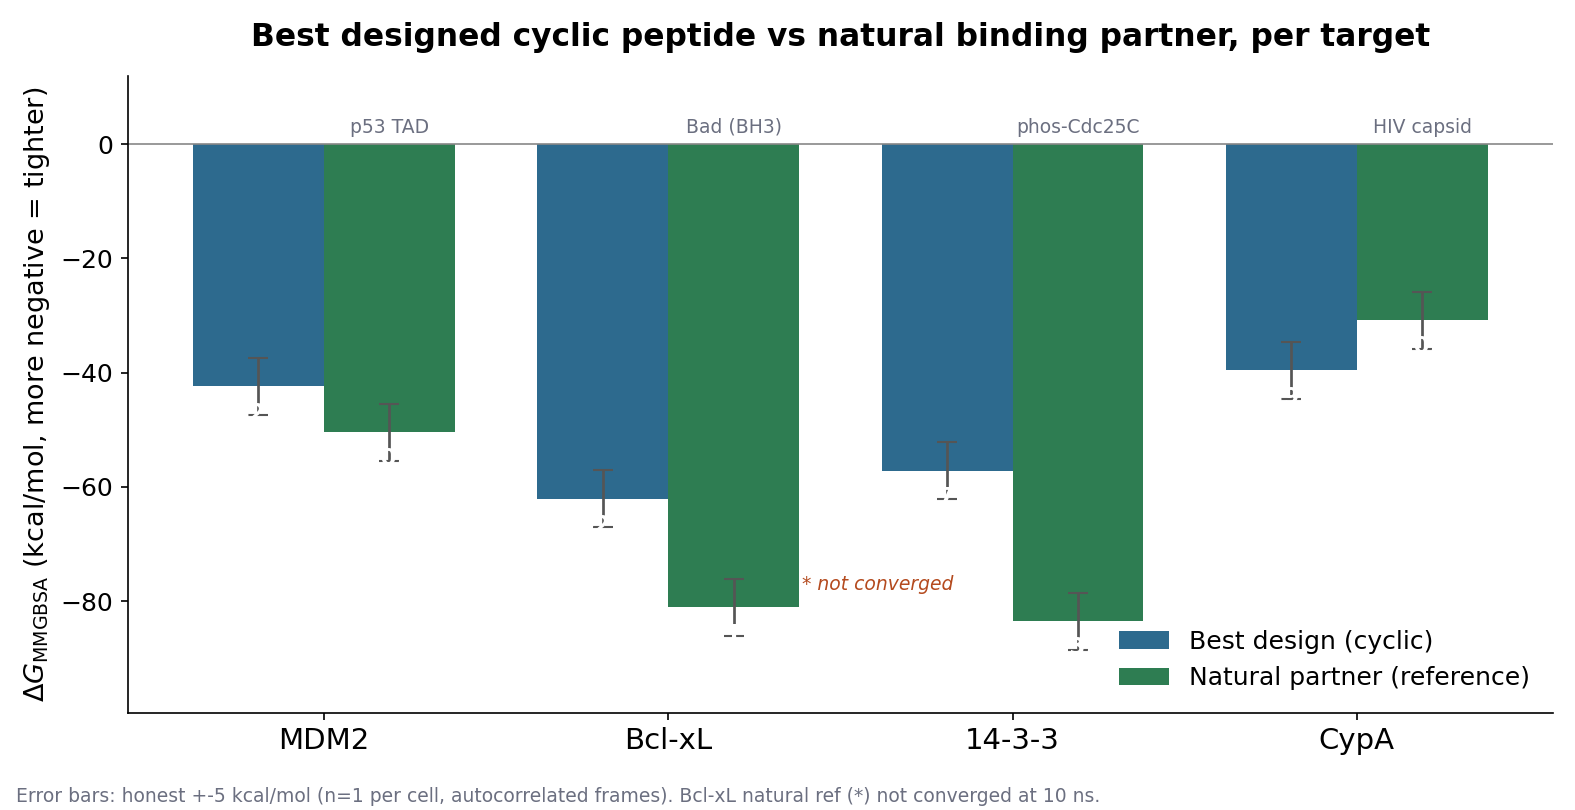 Best designed cyclic peptide vs natural binding partner, per target
p53 TAD
Bad (BH3)
phos-Cdc25C
HIV capsid
0
−20
−40
−60
−80
ΔG_MMGBSA (kcal/mol, more negative = tighter)
* not converged
Best design (cyclic)
Natural partner (reference)
MDM2
Bcl-xL
14-3-3
CypA
Error bars: honest +-5 kcal/mol (n=1 per cell, autocorrelated frames). Bcl-xL natural ref (*) not converged at 10 ns.